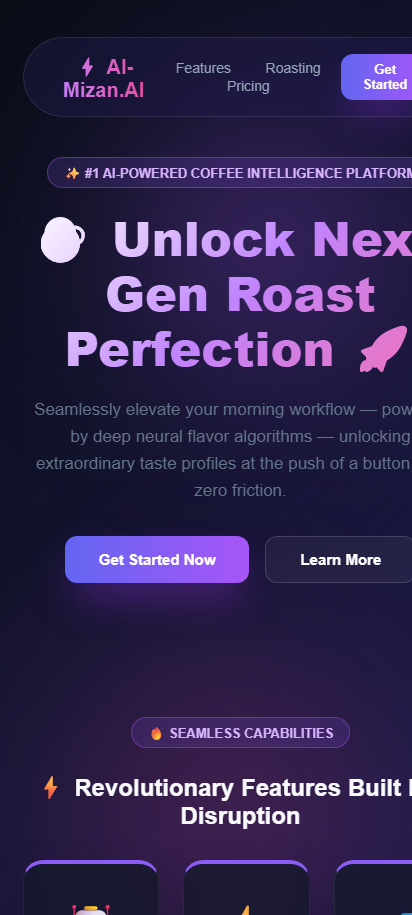 AI-
Mizan.AI
Features Roasting
Pricing
Get
Started
✨ #1 AI-POWERED COFFEE INTELLIGENCE PLATFORM
Unlock Nex
Gen Roast
Perfection 🚀
Seamlessly elevate your morning workflow — pow
by deep neural flavor algorithms — unlocking
extraordinary taste profiles at the push of a button
zero friction.
Get Started Now
Learn More
🔥 SEAMLESS CAPABILITIES
⚡ Revolutionary Features Built
Disruption